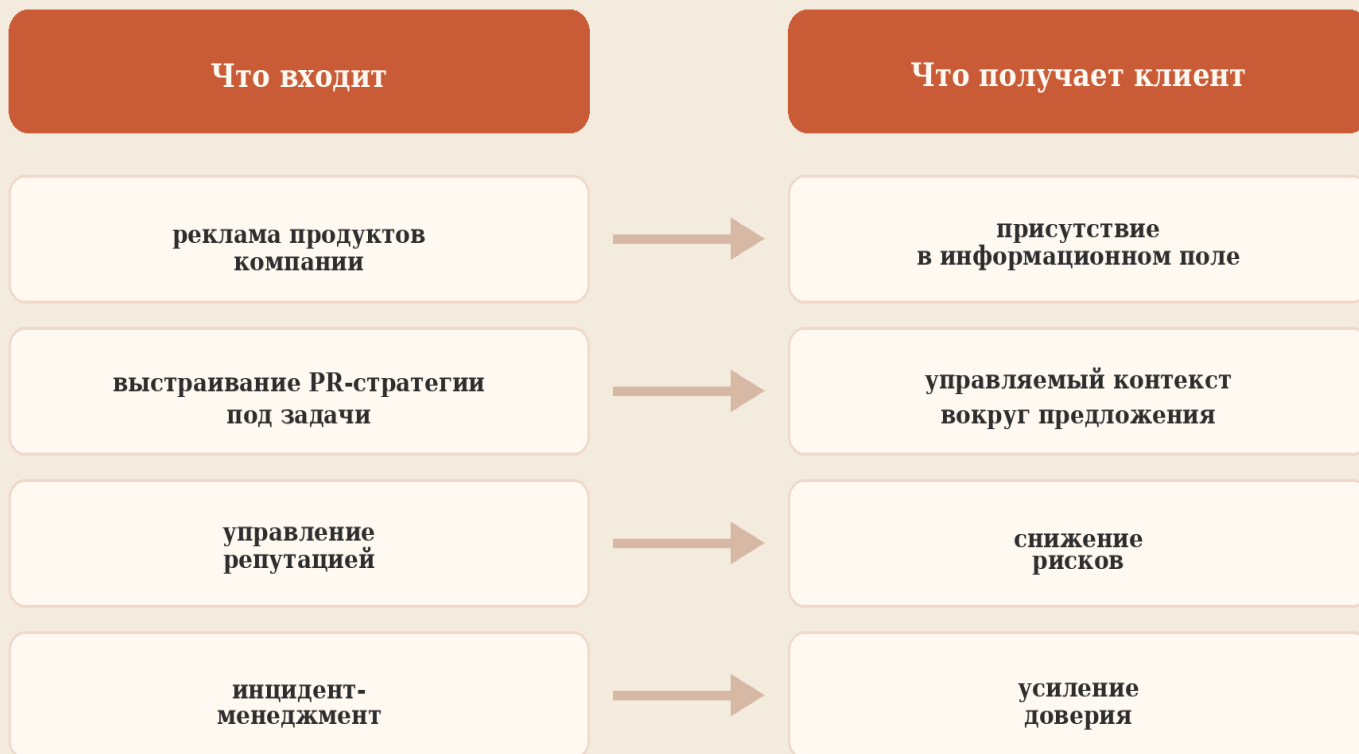 Что входит
Что получает клиент
реклама продуктов
компании
присутствие
в информационном поле
выстраивание PR-стратегии
под задачи
управляемый контекст
вокруг предложения
управление
репутацией
снижение
рисков
инцидент-
менеджмент
усиление
доверия